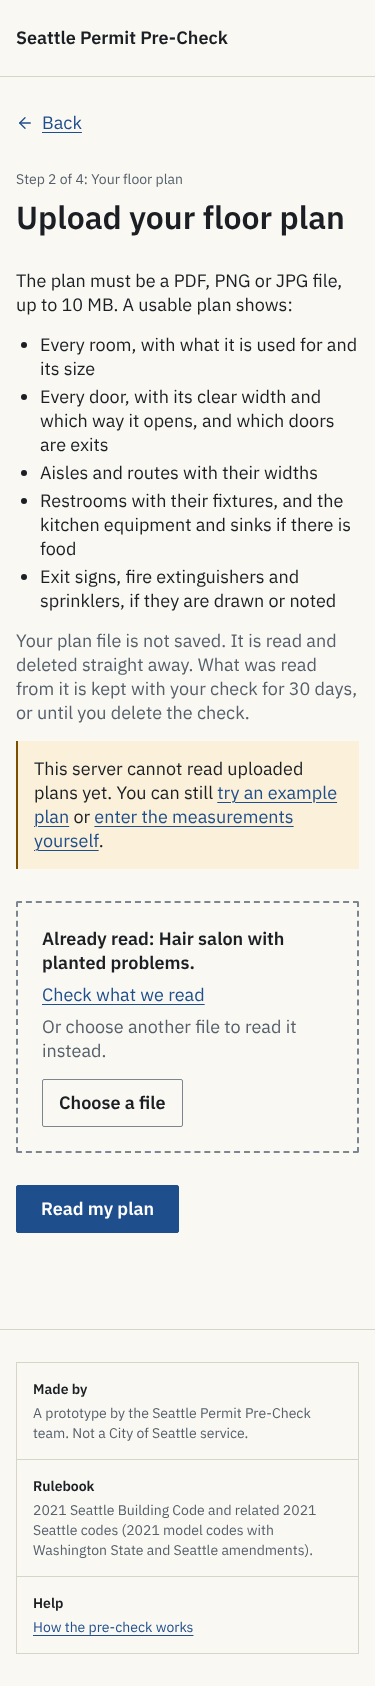 Seattle Permit Pre-Check
← Back
Step 2 of 4: Your floor plan
Upload your floor plan
The plan must be a PDF, PNG or JPG file,
up to 10 MB. A usable plan shows:
• Every room, with what it is used for and
its size
• Every door, with its clear width and
which way it opens, and which doors
are exits
• Aisles and routes with their widths
• Restrooms with their fixtures, and the
kitchen equipment and sinks if there is
food
• Exit signs, fire extinguishers and
sprinklers, if they are drawn or noted
Your plan file is not saved. It is read and
deleted straight away. What was read
from it is kept with your check for 30 days,
or until you delete the check.
This server cannot read uploaded
plans yet. You can still try an example
plan or enter the measurements
yourself.
Already read: Hair salon with
planted problems.
Check what we read
Or choose another file to read it
instead.
Choose a file
Read my plan
Made by
A prototype by the Seattle Permit Pre-Check
team. Not a City of Seattle service.
Rulebook
2021 Seattle Building Code and related 2021
Seattle codes (2021 model codes with
Washington State and Seattle amendments).
Help
How the pre-check works